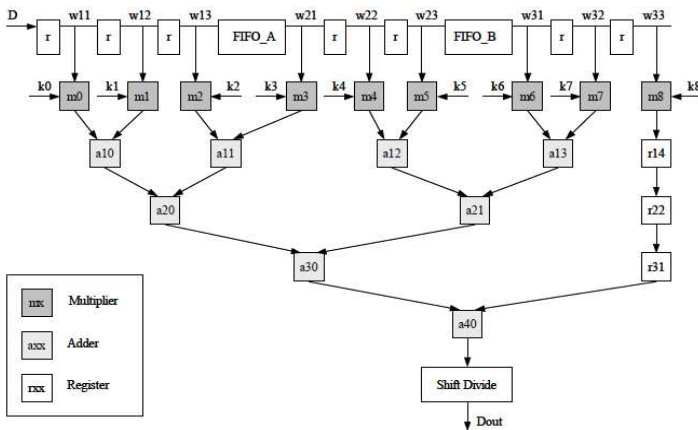 D w11 w12 w13 w21 w22 w23 w31 w32 w33
r r r FIFO_A r r FIFO_B r r
k0 k1 k2 k3 k4 k5 k6 k7 k8
m0 m1 m2 m3 m4 m5 m6 m7 m8
a10 a11 a12 a13 r14
a20 a21 r22
a30 r31
a40
mx Multiplier
axx Adder
rxx Register
Shift Divide
Dout